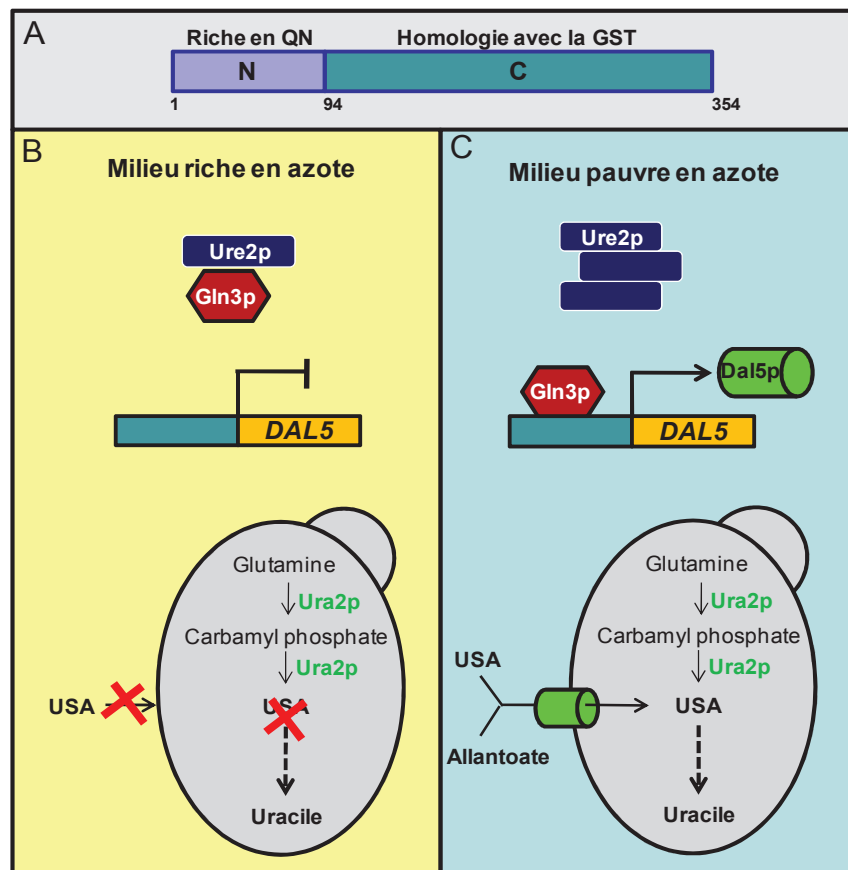 A
Riche en QN Homologie avec la GST
N C
1 94 354
B
Milieu riche en azote
Ure2p
Gln3p
DAL5
Glutamine
Ura2p
Carbamyl phosphate
Ura2p
USA USA
Uracile
C
Milieu pauvre en azote
Ure2p
Dal5p
Gln3p
DAL5
Glutamine
Ura2p
Carbamyl phosphate
Ura2p
USA
USA
Allantoate
Uracile